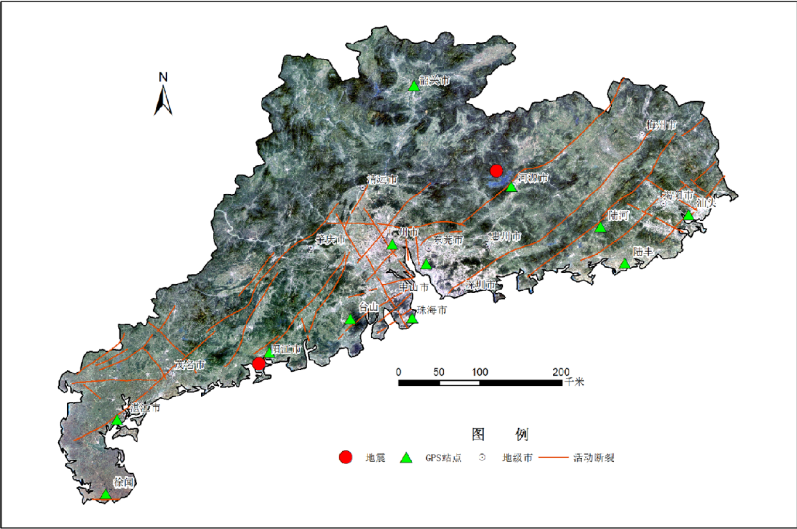 N
韶关市
梅州市
清远市
河源市
揭阳市
汕头
陆河
肇庆市
广州市
东莞市
惠州市
陆丰
深圳市
中山市
台山
珠海市
阳江市
茂名市
湛江市
徐闻
0 50 100 200
千米
图 例
地震 GPS站点 地级市 活动断裂